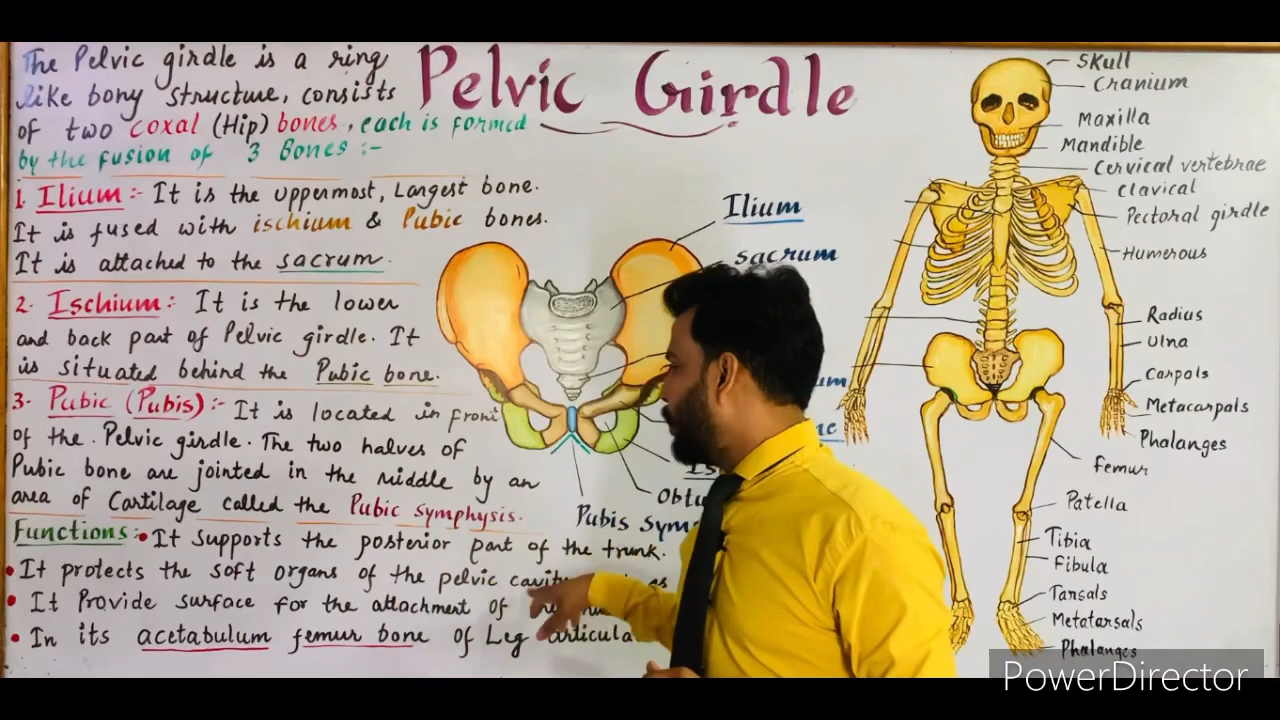 Pelvic Girdle
The Pelvic girdle is a ring
like bony structure, consists
of two coxal (Hip) bones, each is formed
by the fusion of 3 Bones :-
1. Ilium :- It is the uppermost, Largest bone.
It is fused with ischium & Pubic bones.
It is attached to the sacrum.
2- Ischium : It is the lower
and back part of Pelvic girdle. It
is situated behind the Pubic bone.
3- Pubic (Pubis) :- It is located in front
of the Pelvic girdle. The two halves of
Pubic bone are jointed in the middle by an
area of Cartilage called the Pubic symphysis.
Functions :- • It supports the posterior part of the trunk.
• It protects the soft organs of the pelvic as
• It Provide surface for the attachment of
• In its acetabulum femur bone of Leg
Ilium
sacrum
Pubis
Skull
Cranium
Maxilla
Mandible
Cervical vertebrae
Clavical
Pectoral girdle
Humerous
Radius
Ulna
Carpols
Metacarpals
Phalanges
Femur
Patella
Tibia
Fibula
Tarsals
Metatarsals
Phalanges
PowerDirector